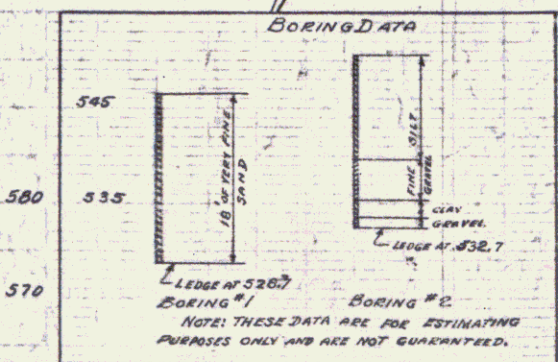 BORING DATA
545
580
535
570
18' OF VERY FINE
SAND
LEDGE AT 528.7
BORING #1
SILT
FINE
GRAVEL
CLAY
GRAVEL
LEDGE AT 532.7
BORING #2
NOTE: THESE DATA ARE FOR ESTIMATING
PURPOSES ONLY AND ARE NOT GUARANTEED.